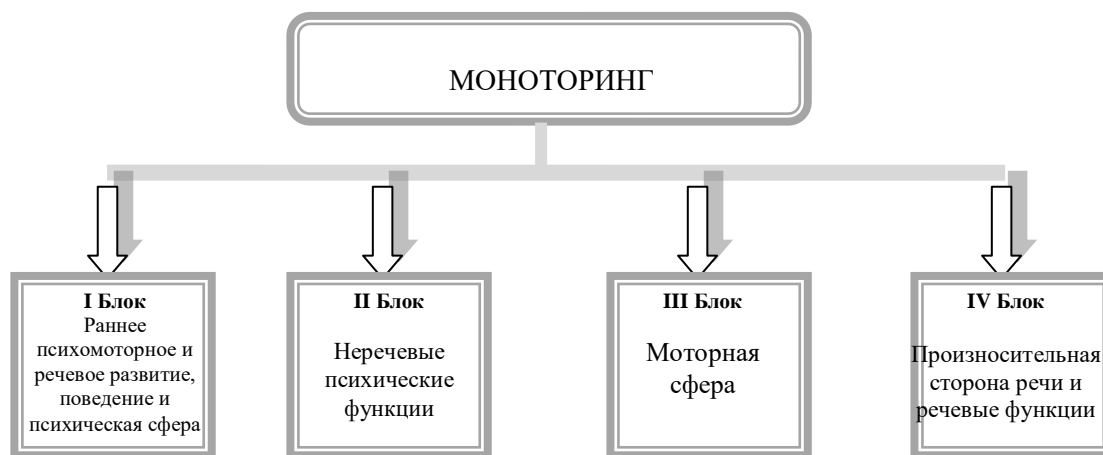 МОНОТОРИНГ
I Блок
Раннее
психомоторное и
речевое развитие,
поведение и
психическая сфера
II Блок
Неречевые
психические
функции
III Блок
Моторная
сфера
IV Блок
Произносительная
сторона речи и
речевые функции